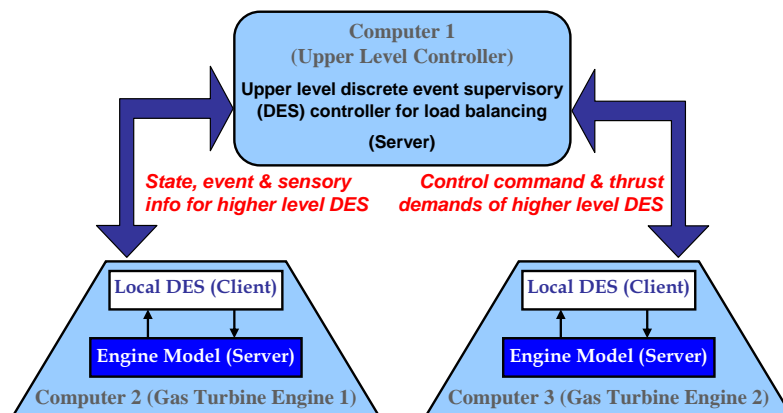 Computer 1
(Upper Level Controller)
Upper level discrete event supervisory
(DES) controller for load balancing
(Server)
State, event & sensory
info for higher level DES
Control command & thrust
demands of higher level DES
Local DES (Client)
Engine Model (Server)
Computer 2 (Gas Turbine Engine 1)
Local DES (Client)
Engine Model (Server)
Computer 3 (Gas Turbine Engine 2)